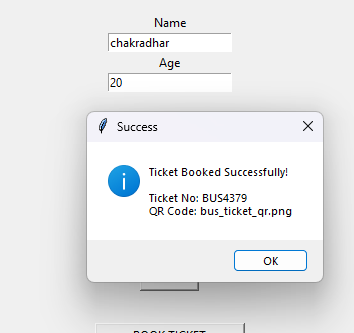 Name
chakradhar
Age
20
Success
Ticket Booked Successfully!
Ticket No: BUS4379
QR Code: bus_ticket_qr.png
OK
BOOK TICKET